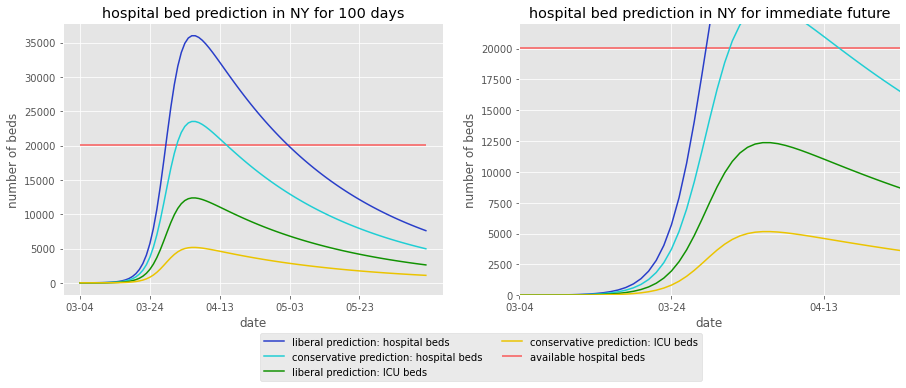 hospital bed prediction in NY for 100 days
35000
30000
25000
20000
15000
10000
5000
0
number of beds
03-04 03-24 04-13 05-03 05-23
date
hospital bed prediction in NY for immediate future
20000
17500
15000
12500
10000
7500
5000
2500
0
number of beds
03-04 03-24 04-13
date
liberal prediction: hospital beds
conservative prediction: hospital beds
liberal prediction: ICU beds
conservative prediction: ICU beds
available hospital beds